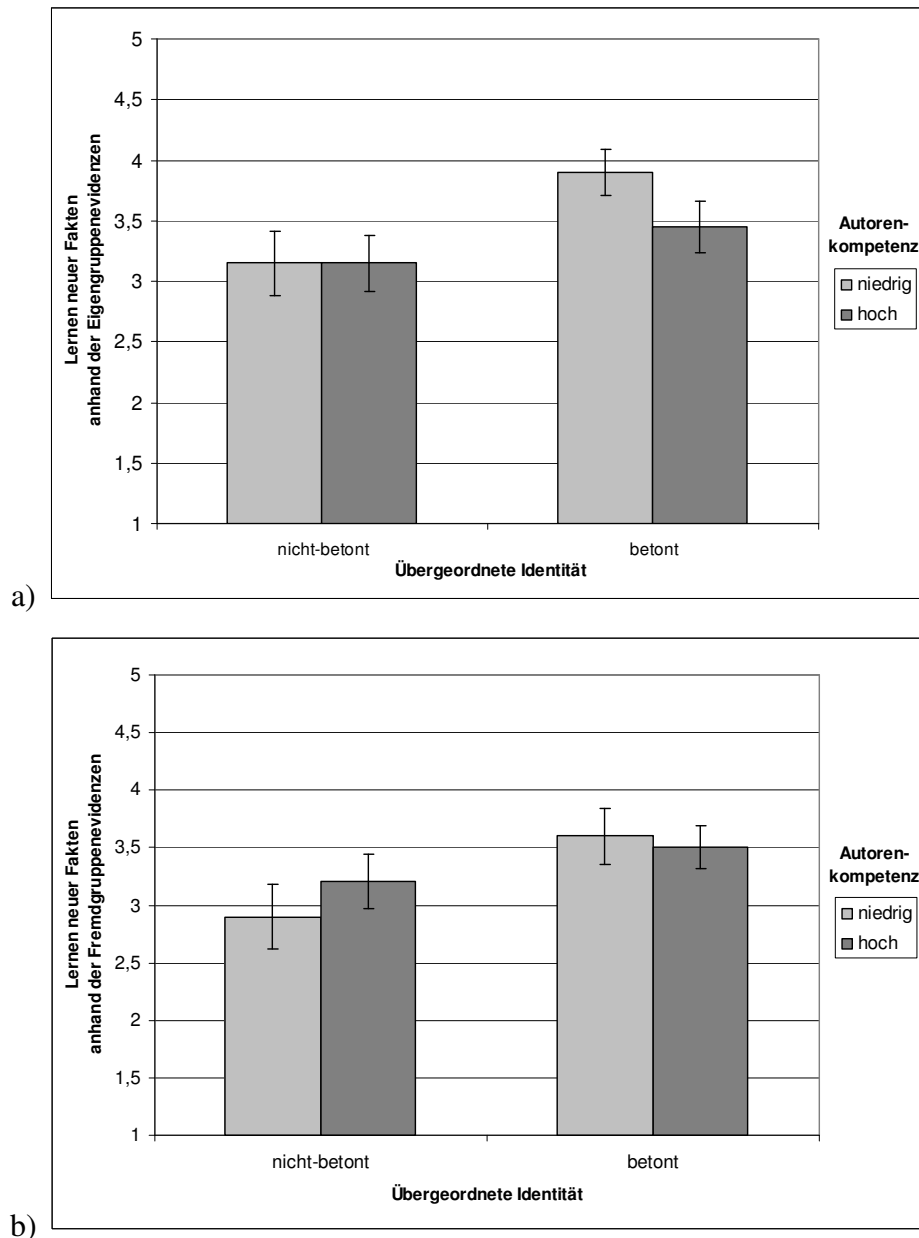 5
4,5
4
3,5
3
2,5
2
1,5
1
Lernen neuer Fakten
anhand der Eigengruppenevidenzen
nicht-betont
betont
Übergeordnete Identität
Autoren-
kompetenz
niedrig
hoch
a)
5
4,5
4
3,5
3
2,5
2
1,5
1
Lernen neuer Fakten
anhand der Fremdgruppenevidenzen
nicht-betont
betont
Übergeordnete Identität
Autoren-
kompetenz
niedrig
hoch
b)